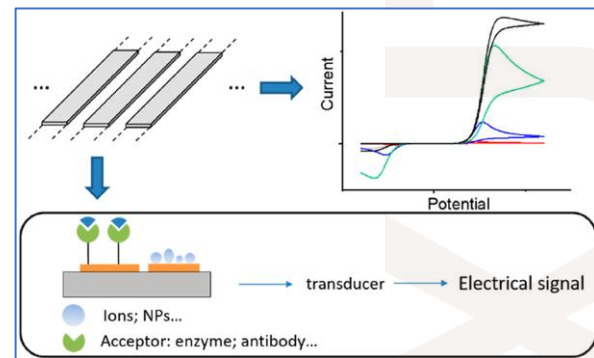 ...
...
Current
Potential
transducer
Electrical signal
Ions; NPs...
Acceptor: enzyme; antibody...